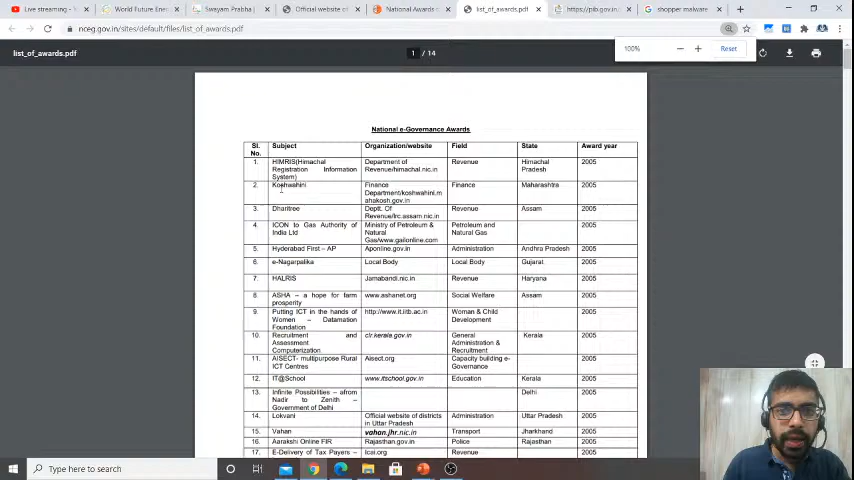 Live streaming -
World Future Ene
Swayam Prabha
Official website c
National Awards
list_of_awards.pdf
https://pib.gov.in
shopper malware
nceg.gov.in/sites/default/files/list_of_awards.pdf
list_of_awards.pdf
1 / 14
100%
Reset
National e-Governance Awards
Sl. No. Subject Organization/website Field State Award year
1. HIMRIS(Himachal Department of Revenue Himachal 2005
Registration Information Revenue/himachal.nic.in Pradesh
System)
2. Koshwahini Finance Finance Maharashtra 2005
Department/koshwahini.m
ahakosh.gov.in
3. Dharitree Deptt. Of Revenue Assam 2005
Revenue/lrc.assam.nic.in
4. ICON to Gas Authority of Ministry of Petroleum & Petroleum and 2005
India Ltd Natural Natural Gas
Gas/www.gailonline.com
5. Hyderabad First – AP Aponline.gov.in Administration Andhra Pradesh 2005
6. e-Nagarpalika Local Body Local Body Gujarat 2005
7. HALRIS Jamabandi.nic.in Revenue Haryana 2005
8. ASHA – a hope for farm www.ashanet.org Social Welfare Assam 2005
prosperity
9. Putting ICT in the hands of http://www.it.iitb.ac.in Woman & Child 2005
Women – Datamation Development
Foundation
10. Recruitment and clr.kerala.gov.in General Kerala 2005
Assessment Administration &
Computerization Recruitment
11. AISECT- multipurpose Rural Aisect.org Capacity building e- 2005
ICT Centres Governance
12. IT@School www.itschool.gov.in Education Kerala 2005
13. Infinite Possibilities – afrom Delhi 2005
Nadir to Zenith –
Government of Delhi
14. Lokvani Official website of districts Administration Uttar Pradesh 2005
in Uttar Pradesh
15. Vahan vahan.jhr.nic.in Transport Jharkhand 2005
16. Aarakshi Online FIR Rajasthan.gov.in Police Rajasthan 2005
17. E-Delivery of Tax Payers – tcai.org Revenue 2005
Type here to search